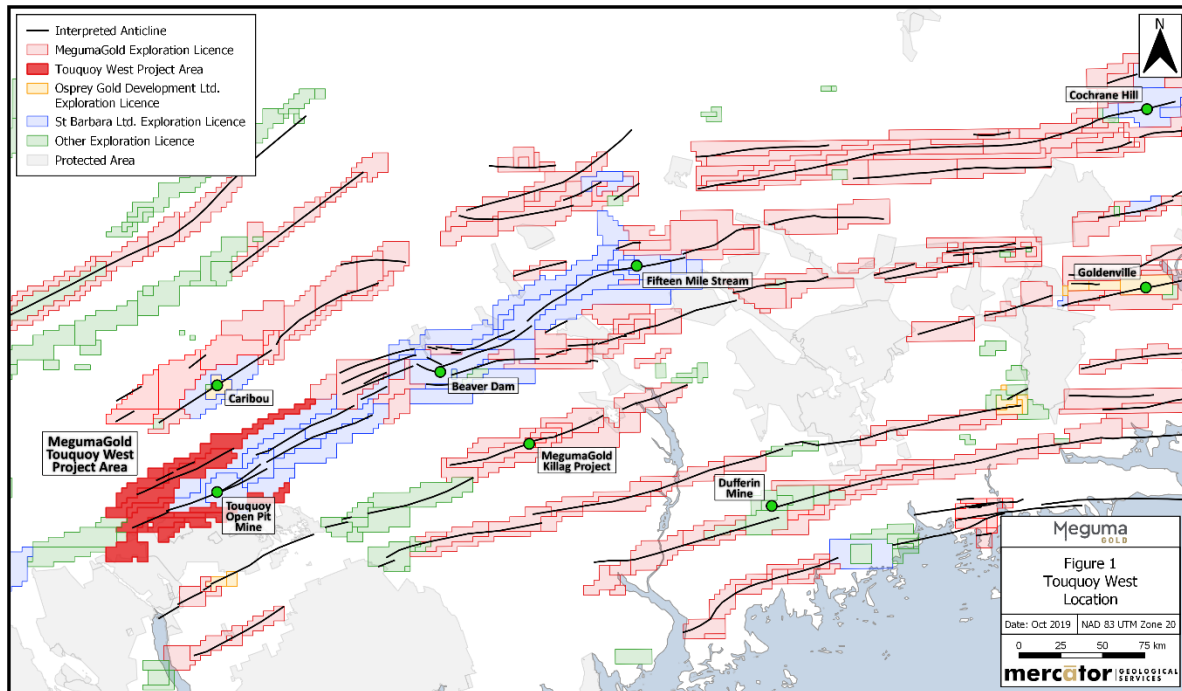 Interpreted Anticline
MegumaGold Exploration Licence
Touquoy West Project Area
Osprey Gold Development Ltd.
Exploration Licence
St Barbara Ltd. Exploration Licence
Other Exploration Licence
Protected Area
N
Cochrane Hill
Goldenville
Fifteen Mile Stream
Beaver Dam
Caribou
MegumaGold
Touquoy West
Project Area
MegumaGold
Killag Project
Touquoy
Open Pit
Mine
Dufferin
Mine
Meguma
GOLD
Figure 1
Touquoy West
Location
Date: Oct 2019 NAD 83 UTM Zone 20
0 25 50 75 km
mercātor GEOLOGICAL
SERVICES